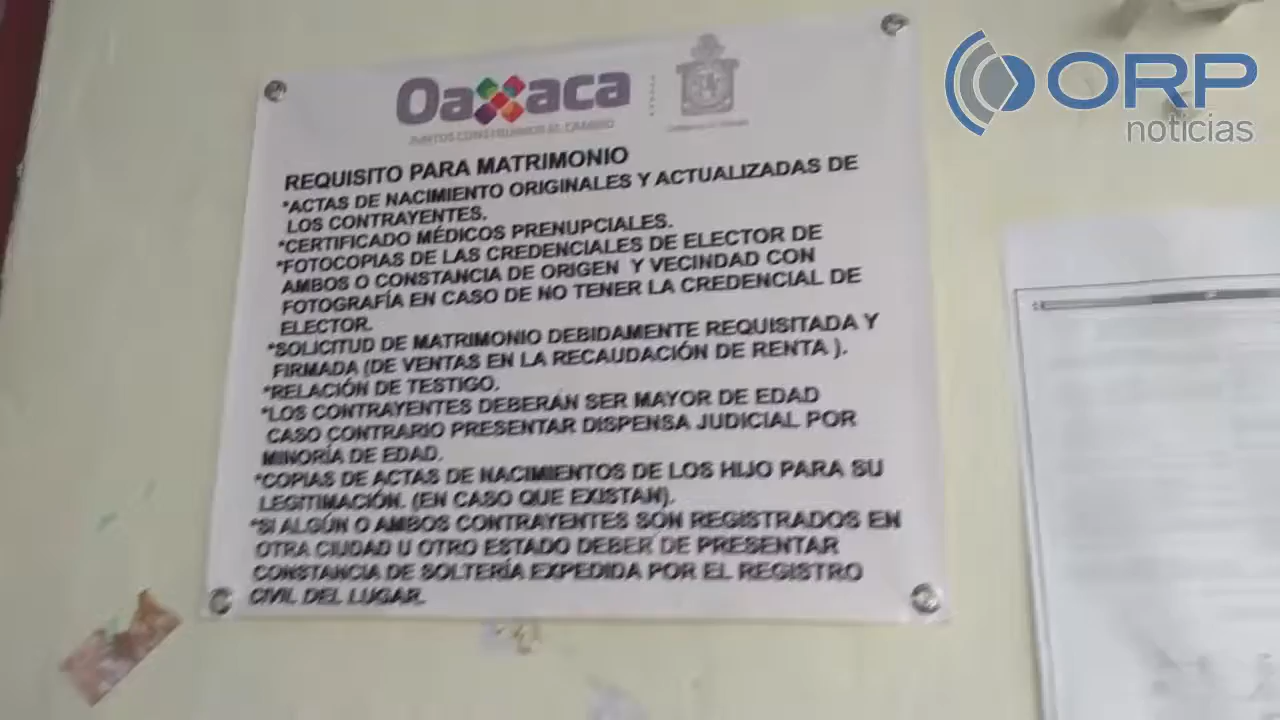 ORP
noticias
Oaxaca
JUNTOS CONSTRUIMOS EL CAMBIO
REQUISITO PARA MATRIMONIO
*ACTAS DE NACIMIENTO ORIGINALES Y ACTUALIZADAS DE
LOS CONTRAYENTES.
*CERTIFICADO MÉDICOS PRENUPCIALES.
*FOTOCOPIAS DE LAS CREDENCIALES DE ELECTOR DE
AMBOS O CONSTANCIA DE ORIGEN Y VECINDAD CON
FOTOGRAFÍA EN CASO DE NO TENER LA CREDENCIAL DE
ELECTOR.
*SOLICITUD DE MATRIMONIO DEBIDAMENTE REQUISITADA Y
FIRMADA (DE VENTAS EN LA RECAUDACIÓN DE RENTA ).
*RELACIÓN DE TESTIGO.
*LOS CONTRAYENTES DEBERÁN SER MAYOR DE EDAD
CASO CONTRARIO PRESENTAR DISPENSA JUDICIAL POR
MINORÍA DE EDAD.
*COPIAS DE ACTAS DE NACIMIENTOS DE LOS HIJO PARA SU
LEGITIMACIÓN. (EN CASO QUE EXISTAN).
*SI ALGÚN O AMBOS CONTRAYENTES SON REGISTRADOS EN
OTRA CIUDAD U OTRO ESTADO DEBER DE PRESENTAR
CONSTANCIA DE SOLTERÍA EXPEDIDA POR EL REGISTRO
CIVIL DEL LUGAR.